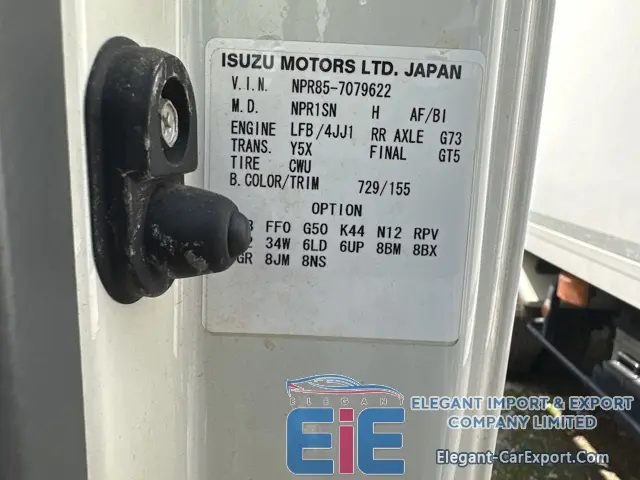 ISUZU MOTORS LTD. JAPAN
V.I.N. NPR85-7079622
M.D. NPR1SN H AF/BI
ENGINE LFB/4JJ1 RR AXLE G73
TRANS. Y5X FINAL GT5
TIRE CWU
B.COLOR/TRIM 729/155
OPTION
FF0 G50 K44 N12 RPV
34W 6LD 6UP 8BM 8BX
GR 8JM 8NS
ELEGANT
EiE
ELEGANT IMPORT & EXPORT
COMPANY LIMITED
Elegant-CarExport.Com